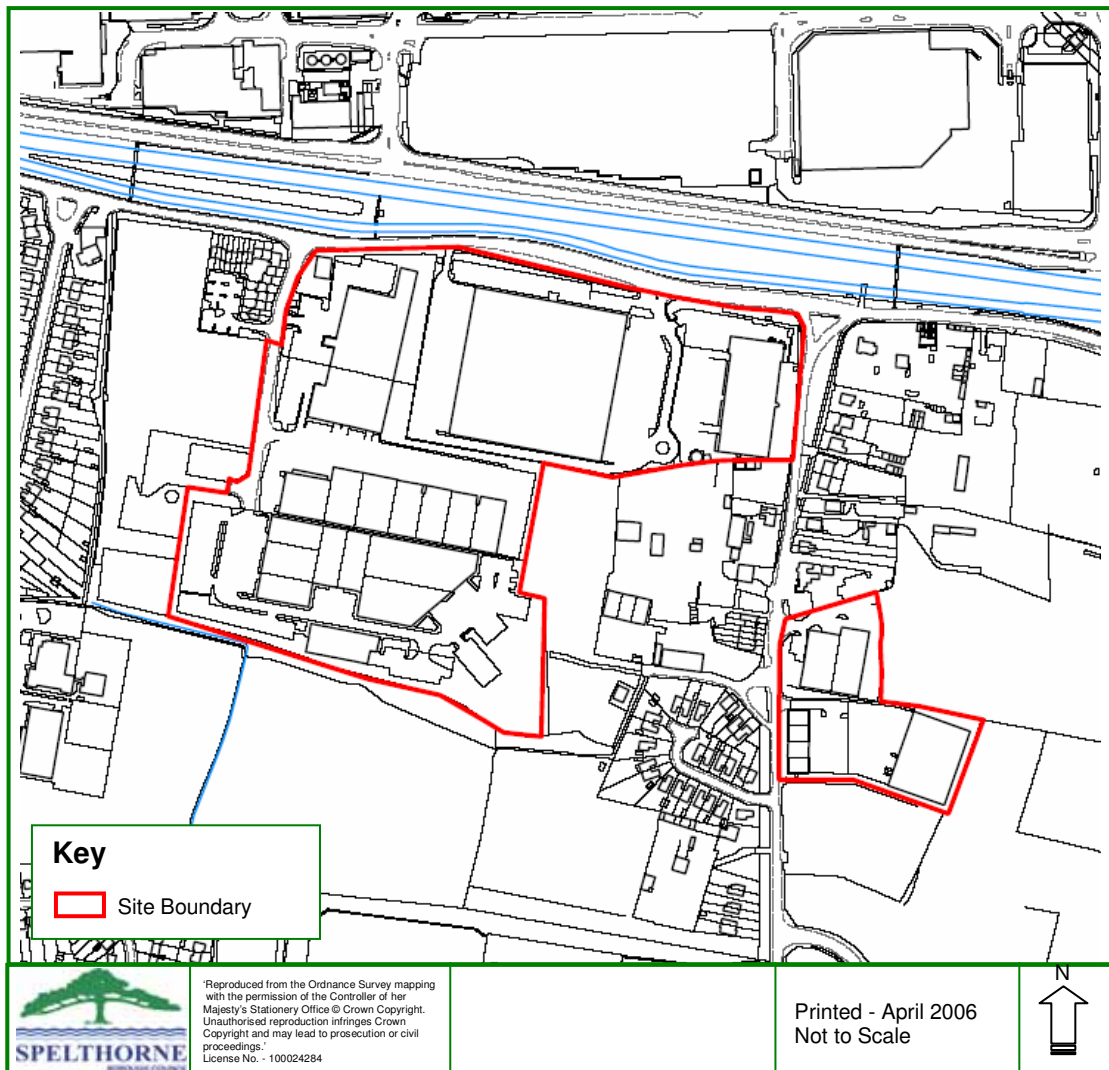 Key
Site Boundary
SPELTHORNE
BOROUGH COUNCIL
'Reproduced from the Ordnance Survey mapping
with the permission of the Controller of her
Majesty's Stationery Office © Crown Copyright.
Unauthorised reproduction infringes Crown
Copyright and may lead to prosecution or civil
proceedings.'
License No. - 100024284
Printed - April 2006
Not to Scale
N